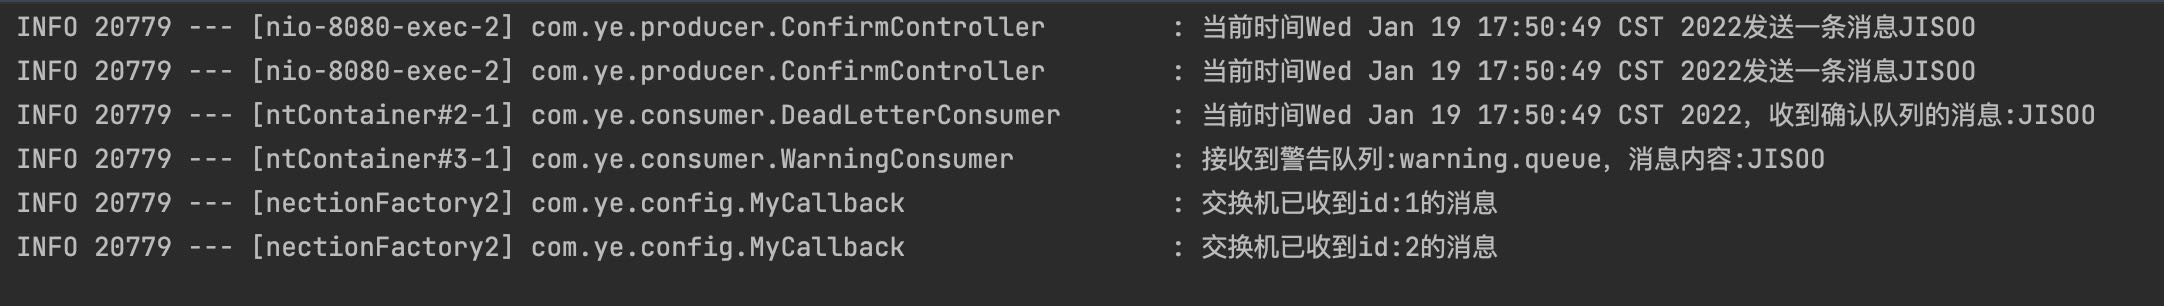 INFO 20779 --- [nio-8080-exec-2] com.ye.producer.ConfirmController : 当前时间Wed Jan 19 17:50:49 CST 2022发送一条消息JISOO
INFO 20779 --- [nio-8080-exec-2] com.ye.producer.ConfirmController : 当前时间Wed Jan 19 17:50:49 CST 2022发送一条消息JISOO
INFO 20779 --- [ntContainer#2-1] com.ye.consumer.DeadLetterConsumer : 当前时间Wed Jan 19 17:50:49 CST 2022，收到确认队列的消息:JISOO
INFO 20779 --- [ntContainer#3-1] com.ye.consumer.WarningConsumer : 接收到警告队列:warning.queue，消息内容:JISOO
INFO 20779 --- [nectionFactory2] com.ye.config.MyCallback : 交换机已收到id:1的消息
INFO 20779 --- [nectionFactory2] com.ye.config.MyCallback : 交换机已收到id:2的消息